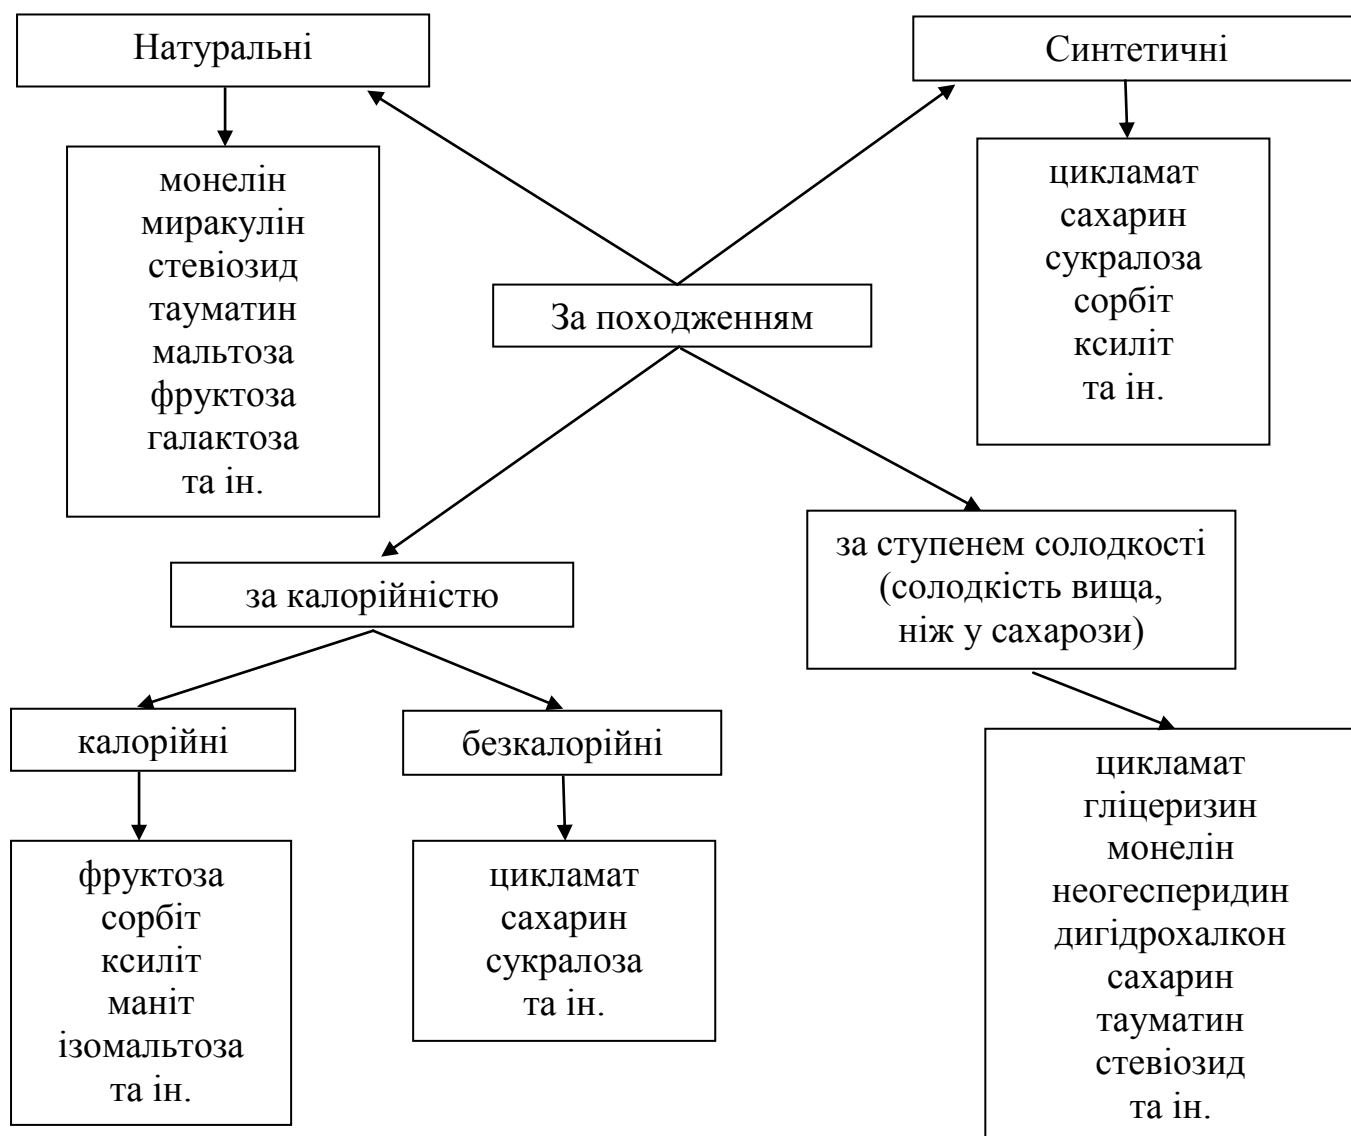 Натуральні
Синтетичні
монелін
миракулін
стевіозид
тауматин
мальтоза
фруктоза
галактоза
та ін.
цикламат
сахарин
сукралоза
сорбіт
ксиліт
та ін.
За походженням
за калорійністю
за ступенем солодкості
(солодкість вища,
ніж у сахарози)
калорійні
безкалорійні
фруктоза
сорбіт
ксиліт
маніт
ізомальтоза
та ін.
цикламат
сахарин
сукралоза
та ін.
цикламат
гліцеризин
монелін
неогесперидин
дигідрохалкон
сахарин
тауматин
стевіозид
та ін.